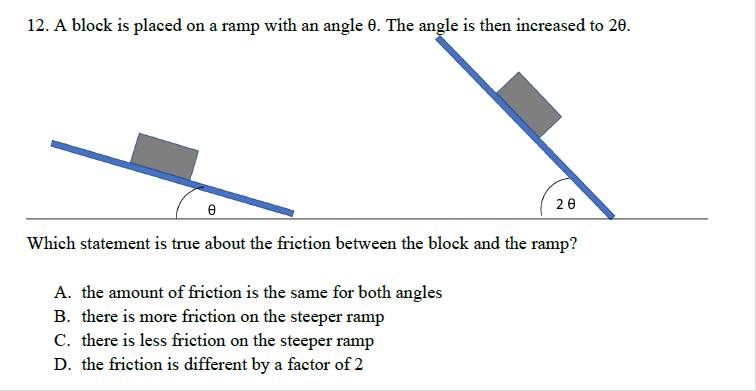 12. A block is placed on a ramp with an angle θ. The angle is then increased to 2θ.
θ
2 θ
Which statement is true about the friction between the block and the ramp?
A. the amount of friction is the same for both angles
B. there is more friction on the steeper ramp
C. there is less friction on the steeper ramp
D. the friction is different by a factor of 2